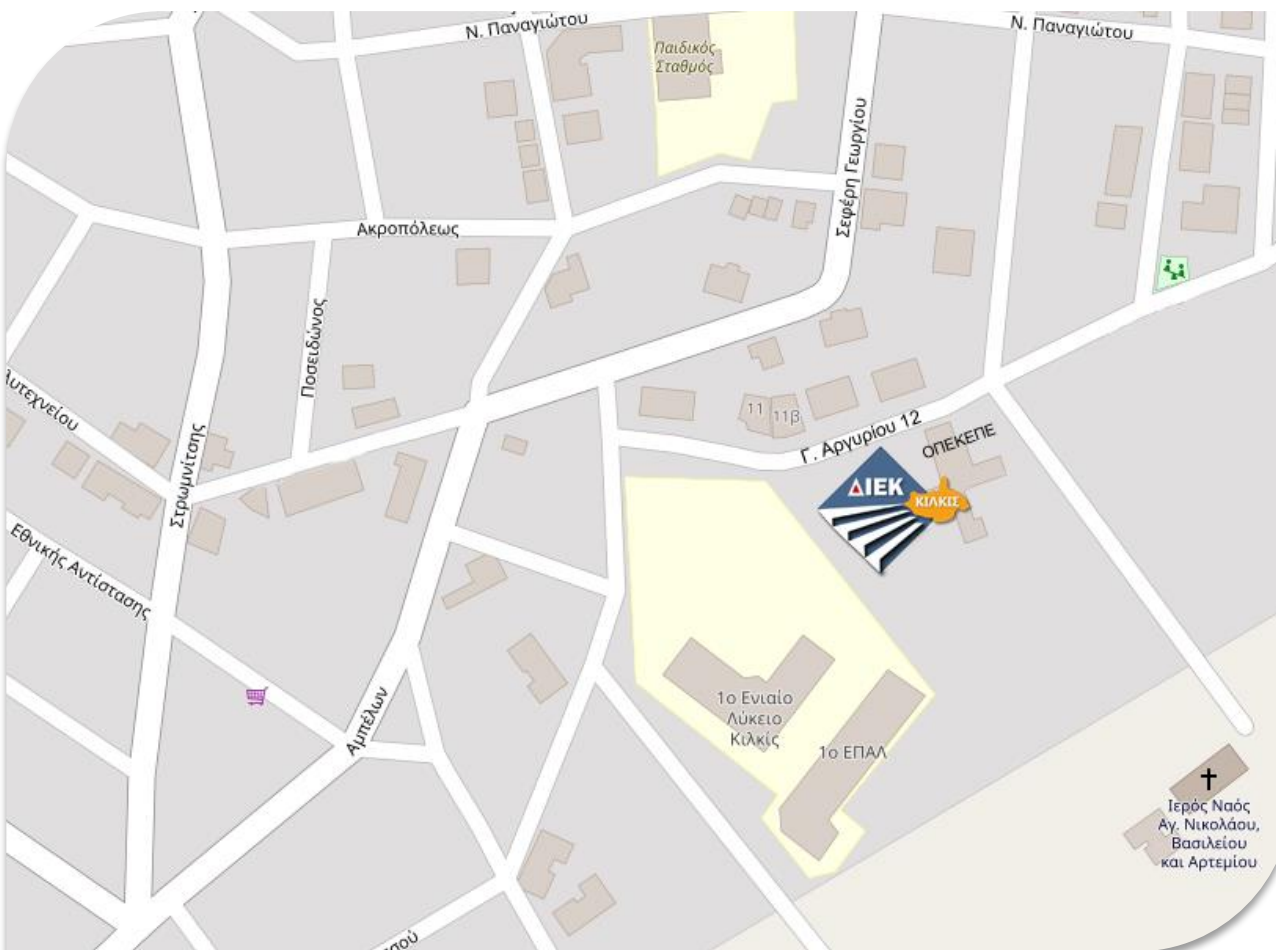 Ν. Παναγιώτου
Ν. Παναγιώτου
Παιδικός
Σταθμός
Σεφέρη Γεωργίου
Ακροπόλεως
Ποσειδώνος
Στρωμνίτσης
11
11β
Γ. Αργυρίου 12
ΟΠΕΚΕΠΕ
ΔΙΕΚ
ΚΙΛΚΙΣ
Εθνικής Αντίστασης
Αμπέλων
1ο Ενιαίο
Λύκειο
Κιλκίς
1ο ΕΠΑΛ
Ιερός Ναός
Αγ. Νικολάου,
Βασιλείου
και Αρτεμίου